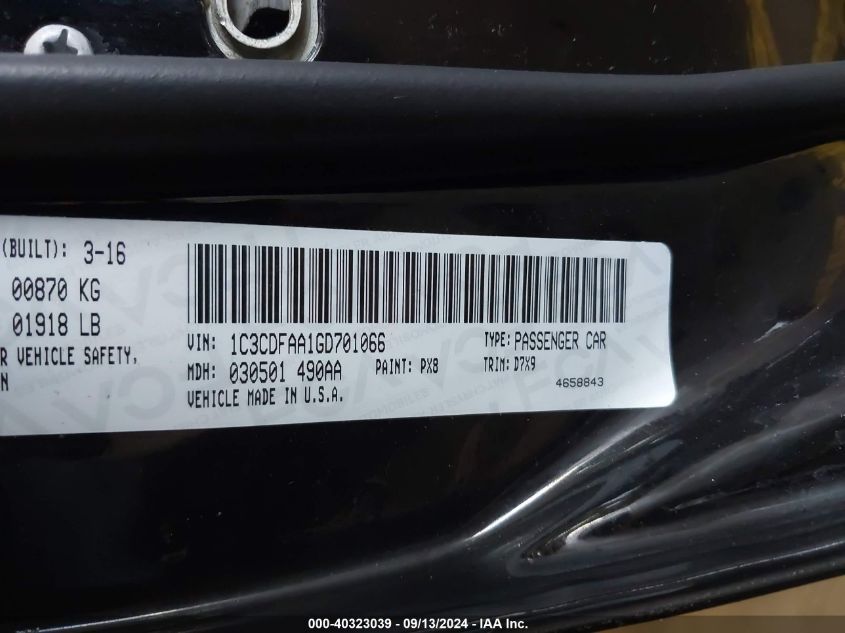 (BUILT): 3-16
00870 KG
01918 LB
R VEHICLE SAFETY,
N
VIN: 1C3CDFAA1GD701066 TYPE: PASSENGER CAR
MDH: 030501 490AA PAINT: PX8 TRIM: D7X9
VEHICLE MADE IN U.S.A. 4658843
000-40323039 - 09/13/2024 - IAA Inc.